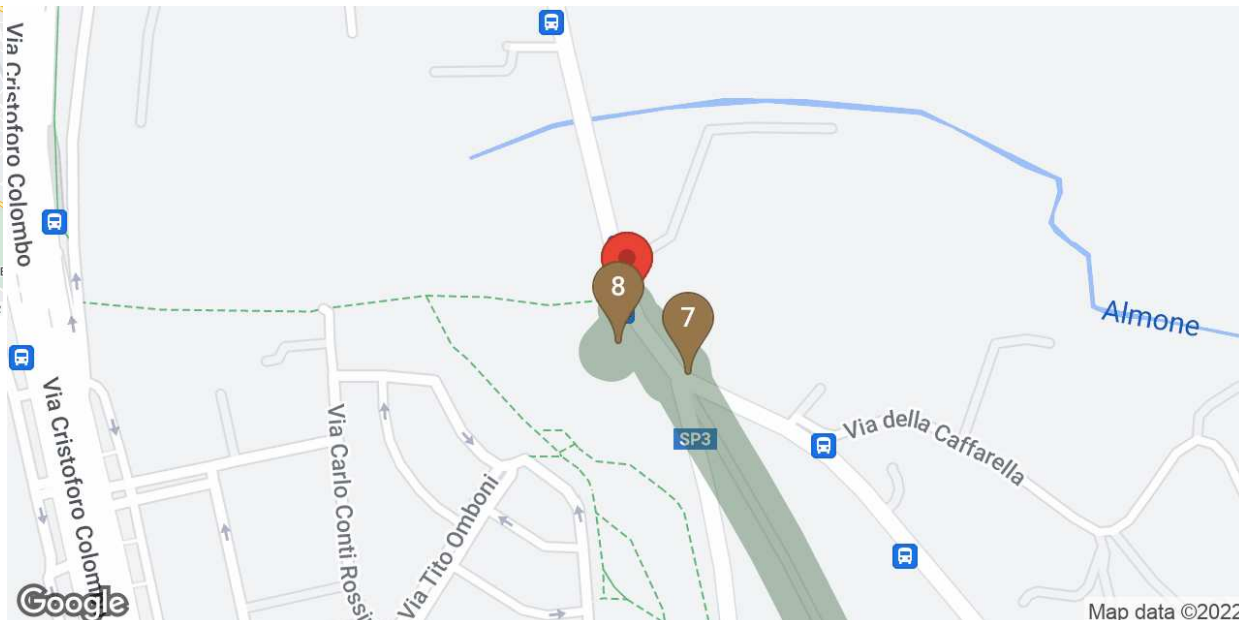 Via Cristoforo Colombo
8
7
Almone
SP3
Via della Caffarella
Via Cristoforo Colombo
Via Carlo Conti Rossi
Via Tito Omboni
Google
Map data ©2022